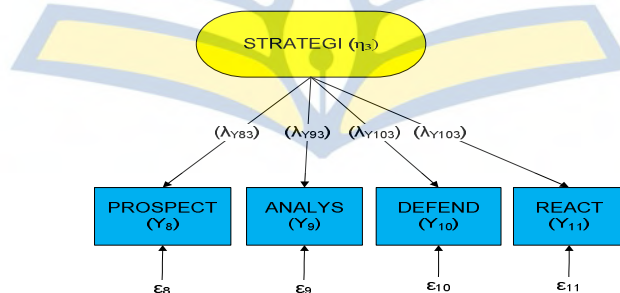 STRATEGI (η₃)
(λY83) (λY93) (λY103) (λY103)
PROSPECT ANALYS DEFEND REACT
(Y₈) (Y₉) (Y₁₀) (Y₁₁)
ε₈ ε₉ ε₁₀ ε₁₁